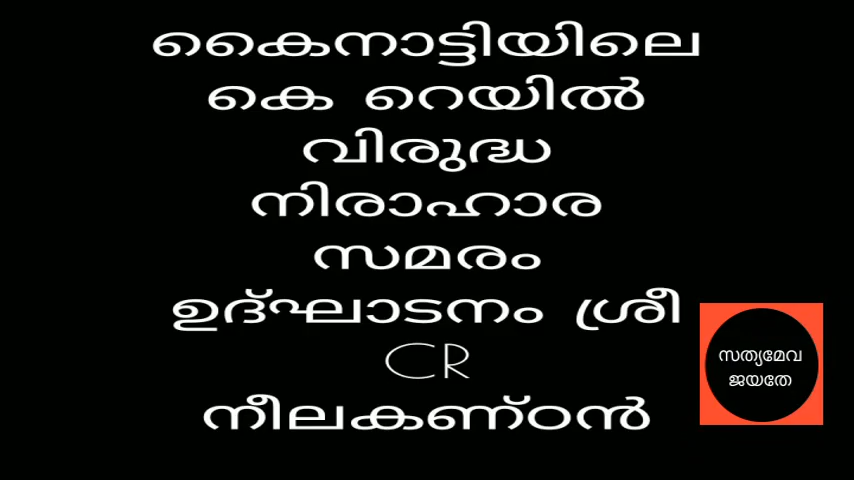 കൈനാട്ടിയിലെ
കെ റെയിൽ
വിരുദ്ധ
നിരാഹാര
സമരം
ഉദ്ഘാടനം ശ്രീ
CR
നീലകണ്ഠൻ
സത്യമേവ
ജയതേ